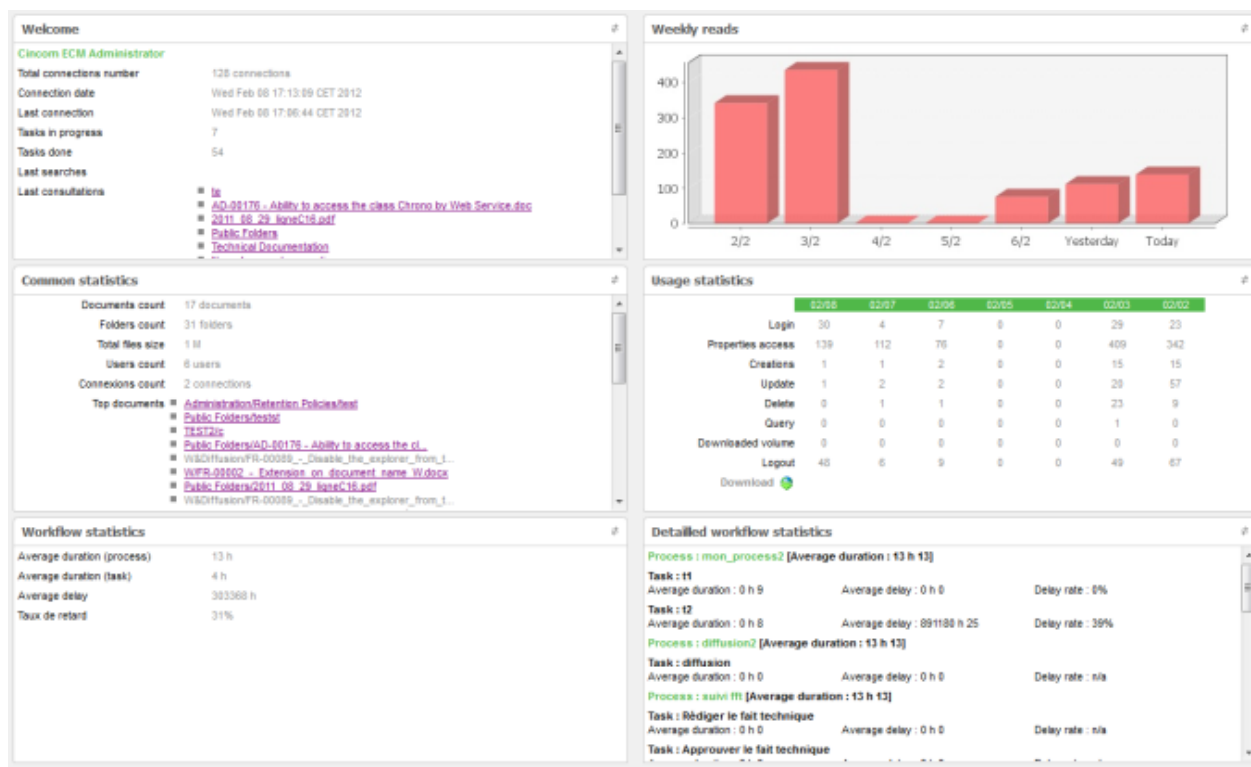 Welcome
Cincom ECM Administrator
Total connections number 128 connections
Connection date Wed Feb 08 17:13:09 CET 2012
Last connection Wed Feb 08 17:06:44 CET 2012
Tasks in progress 7
Tasks done 54
Last searches
Last consultations te
AD-00176 - Ability to access the class Chrono by Web Service.doc
2011_08_29_ligneC16.pdf
Public Folders
Technical Documentation
Weekly reads
400
300
200
100
0
2/2 3/2 4/2 5/2 6/2 Yesterday Today
Common statistics
Documents count 17 documents
Folders count 31 folders
Total files size 1 M
Users count 6 users
Connexions count 2 connections
Top documents Administration/Retention Policies/test
Public Folders/testst
TEST2/c
Public Folders/AD-00176 - Ability to access the cl...
W&Diffusion/FR-00089_-_Disable_the_explorer_from_t...
W/FR-00002 - Extension on document name W.docx
Public Folders/2011_08_29_ligneC16.pdf
W&Diffusion/FR-00089_-_Disable_the_explorer_from_t...
Usage statistics
02/08 02/07 02/06 02/05 02/04 02/03 02/02
Login 30 4 7 0 0 29 23
Properties access 139 112 76 0 0 409 342
Creations 1 1 2 0 0 15 15
Update 1 2 2 0 0 20 57
Delete 0 1 1 0 0 23 9
Query 0 0 0 0 0 1 0
Downloaded volume 0 0 0 0 0 0 0
Logout 48 6 9 0 0 49 67
Download
Workflow statistics
Average duration (process) 13 h
Average duration (task) 4 h
Average delay 303368 h
Taux de retard 31%
Detailled workflow statistics
Process : mon_process2 [Average duration : 13 h 13]
Task : t1
Average duration : 0 h 9 Average delay : 0 h 0 Delay rate : 0%
Task : t2
Average duration : 0 h 8 Average delay : 891180 h 25 Delay rate : 39%
Process : diffusion2 [Average duration : 13 h 13]
Task : diffusion
Average duration : 0 h 0 Average delay : 0 h 0 Delay rate : n/a
Process : suivi fft [Average duration : 13 h 13]
Task : Rédiger le fait technique
Average duration : 0 h 0 Average delay : 0 h 0 Delay rate : n/a
Task : Approuver le fait technique